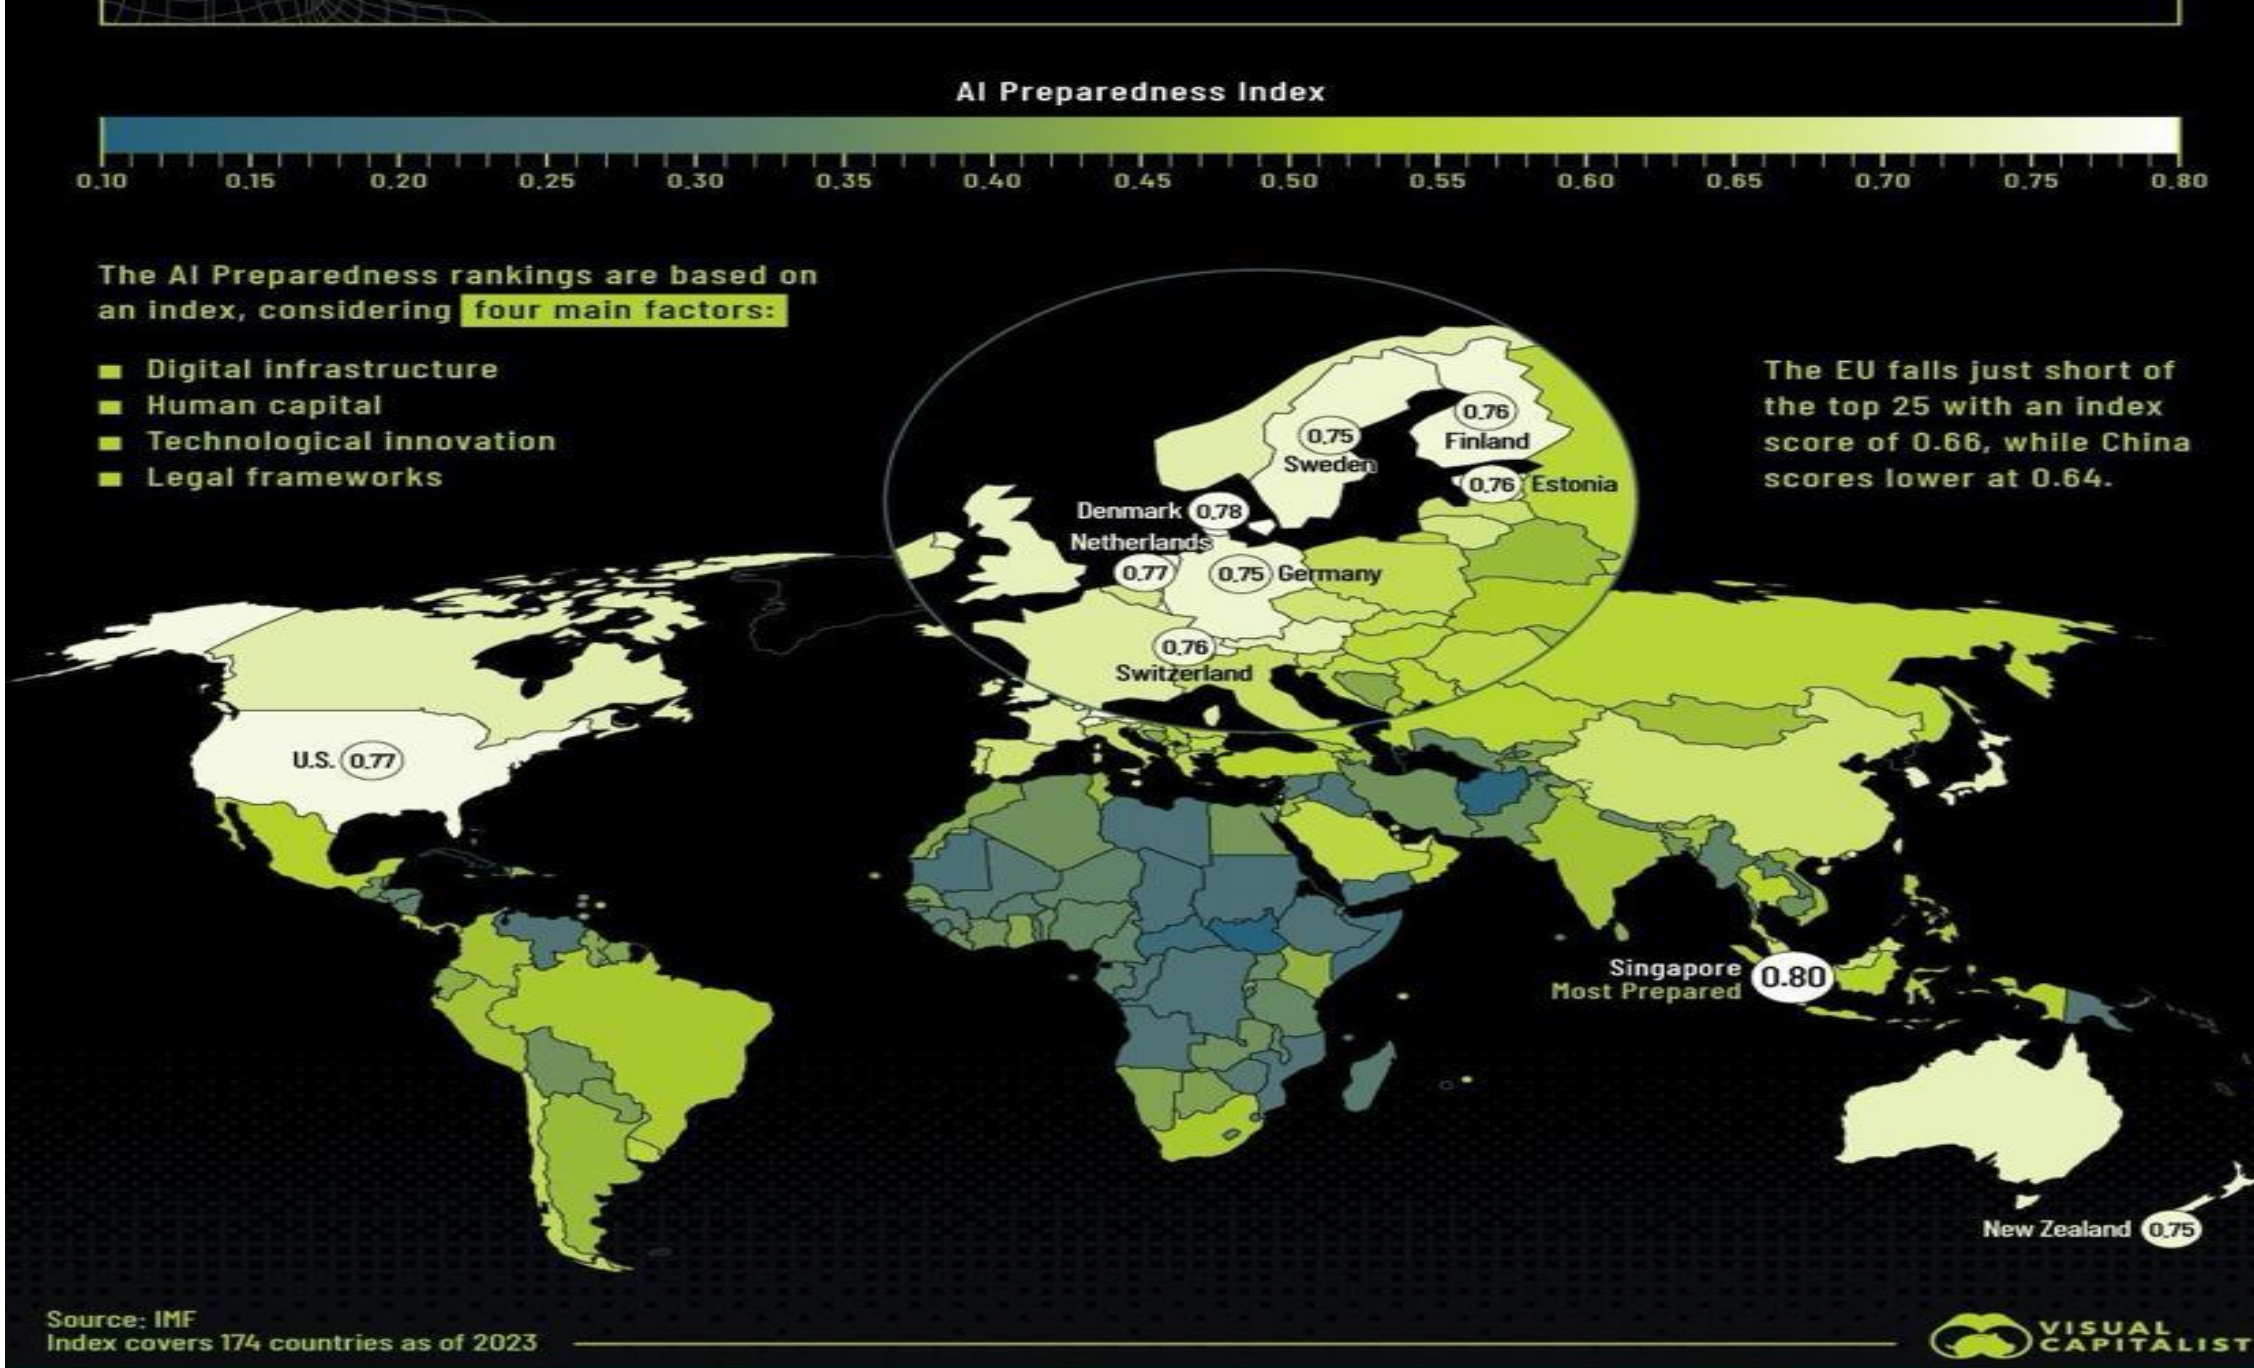 AI Preparedness Index
0.10 0.15 0.20 0.25 0.30 0.35 0.40 0.45 0.50 0.55 0.60 0.65 0.70 0.75 0.80
The AI Preparedness rankings are based on
an index, considering four main factors:
Digital infrastructure
Human capital
Technological innovation
Legal frameworks
The EU falls just short of
the top 25 with an index
score of 0.66, while China
scores lower at 0.64.
0.76
Finland
0.75
Sweden
0.76 Estonia
Denmark 0.78
Netherlands
0.77
0.75 Germany
0.76
Switzerland
U.S. 0.77
Singapore
Most Prepared
0.80
New Zealand 0.75
Source: IMF
Index covers 174 countries as of 2023
VISUAL
CAPITALIST